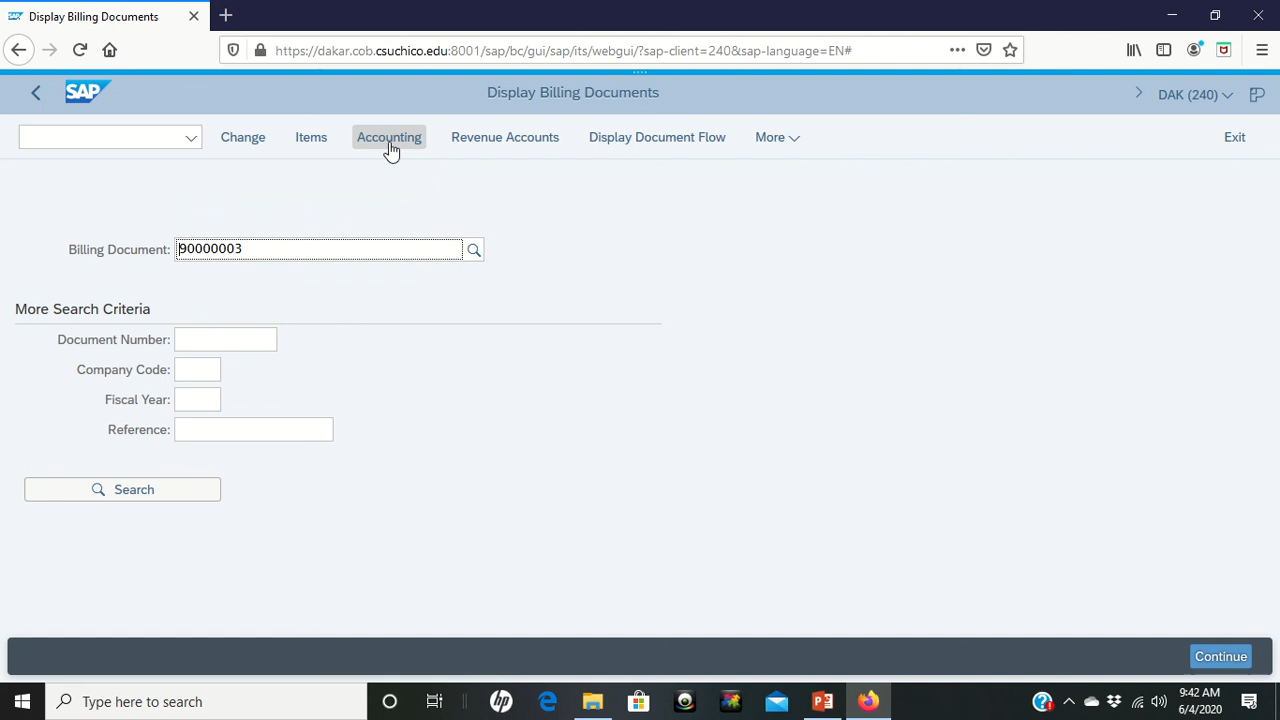 SAP Display Billing Documents
https://dakar.cob.csuchico.edu:8001/sap/bc/gui/sap/its/webgui/?sap-client=240&sap-language=EN#
SAP Display Billing Documents DAK (240)
Change Items Accounting Revenue Accounts Display Document Flow More Exit
Billing Document: 90000003
More Search Criteria
Document Number:
Company Code:
Fiscal Year:
Reference:
Search
Continue
Type here to search
9:42 AM
6/4/2020